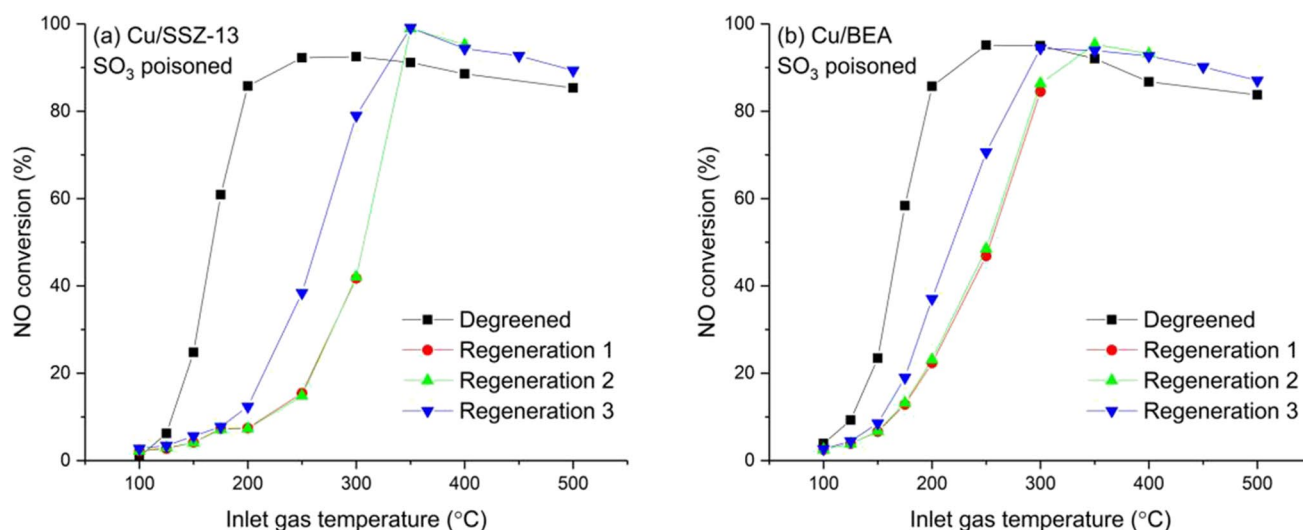 (a) Cu/SSZ-13
SO₃ poisoned
NO conversion (%)
100
80
60
40
20
0
Degreened
Regeneration 1
Regeneration 2
Regeneration 3
100 200 300 400 500
Inlet gas temperature (°C)
(b) Cu/BEA
SO₃ poisoned
NO conversion (%)
100
80
60
40
20
0
Degreened
Regeneration 1
Regeneration 2
Regeneration 3
100 200 300 400 500
Inlet gas temperature (°C)